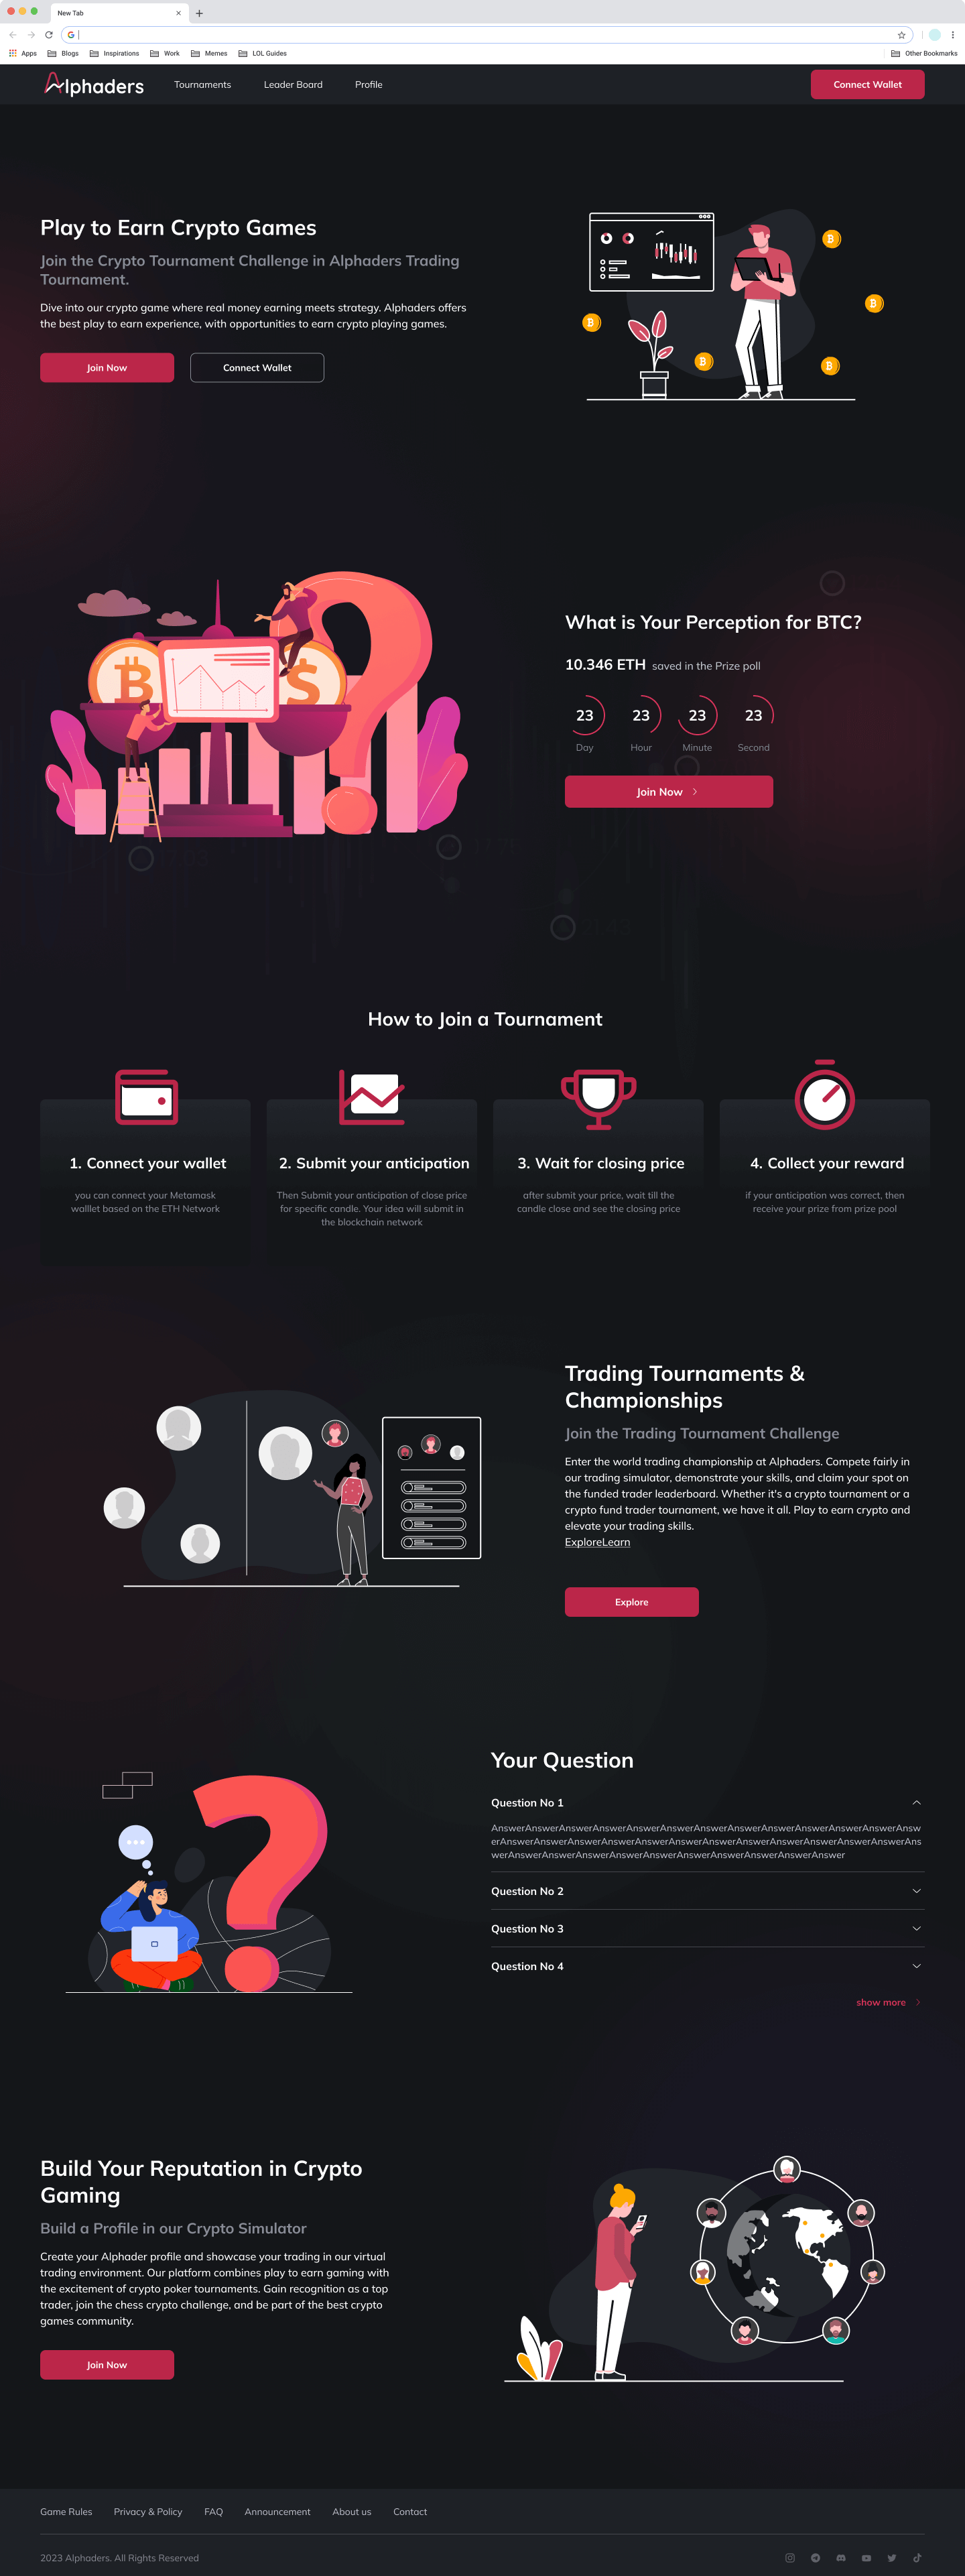 New Tab
Apps
Blogs
Inspirations
Work
Memes
LOL Guides
Other Bookmarks
Alphaders
Tournaments
Leader Board
Profile
Connect Wallet
Play to Earn Crypto Games
Join the Crypto Tournament Challenge in Alphaders Trading
Tournament.
Dive into our crypto game where real money earning meets strategy. Alphaders offers
the best play to earn experience, with opportunities to earn crypto playing games.
Join Now
Connect Wallet
What is Your Perception for BTC?
10.346 ETH saved in the Prize poll
23
23
23
23
Day
Hour
Minute
Second
Join Now
How to Join a Tournament
1. Connect your wallet
you can connect your Metamask
walllet based on the ETH Network
2. Submit your anticipation
Then Submit your anticipation of close price
for specific candle. Your idea will submit in
the blockchain network
3. Wait for closing price
after submit your price, wait till the
candle close and see the closing price
4. Collect your reward
if your anticipation was correct, then
receive your prize from prize pool
Trading Tournaments &
Championships
Join the Trading Tournament Challenge
Enter the world trading championship at Alphaders. Compete fairly in
our trading simulator, demonstrate your skills, and claim your spot on
the funded trader leaderboard. Whether it's a crypto tournament or a
crypto fund trader tournament, we have it all. Play to earn crypto and
elevate your trading skills.
ExploreLearn
Explore
Your Question
Question No 1
AnswerAnswerAnswerAnswerAnswerAnswerAnswerAnswerAnswerAnswerAnswerAnswerAnsw
erAnswerAnswerAnswerAnswerAnswerAnswerAnswerAnswerAnswerAnswerAnswerAnswerAns
werAnswerAnswerAnswerAnswerAnswerAnswerAnswerAnswerAnswerAnswer
Question No 2
Question No 3
Question No 4
show more
Build Your Reputation in Crypto
Gaming
Build a Profile in our Crypto Simulator
Create your Alphader profile and showcase your trading in our virtual
trading environment. Our platform combines play to earn gaming with
the excitement of crypto poker tournaments. Gain recognition as a top
trader, join the chess crypto challenge, and be part of the best crypto
games community.
Join Now
Game Rules
Privacy & Policy
FAQ
Announcement
About us
Contact
2023 Alphaders. All Rights Reserved